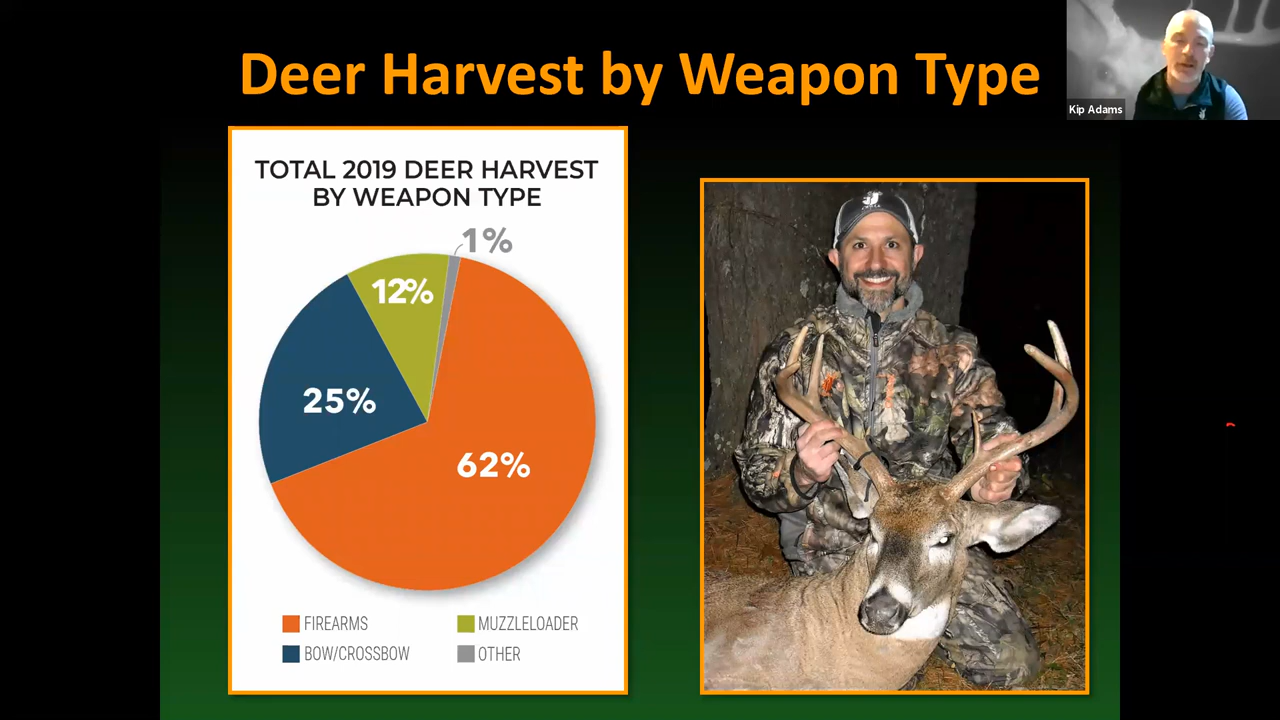 Deer Harvest by Weapon Type
Kip Adams
TOTAL 2019 DEER HARVEST
BY WEAPON TYPE
1%
12%
25%
62%
FIREARMS
MUZZLELOADER
BOW/CROSSBOW
OTHER